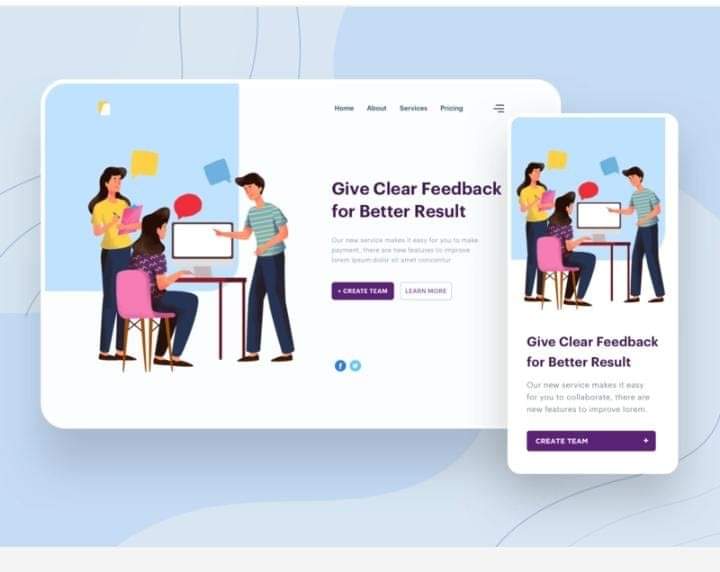 Home About Services Pricing
Give Clear Feedback
for Better Result
Our new service makes it easy for you to make
payment, there are new features to improve
lorem ipsum dolor sit amet concentur
+ CREATE TEAM LEARN MORE
Give Clear Feedback
for Better Result
Our new service makes it easy
for you to collaborate, there are
new features to improve lorem.
CREATE TEAM +